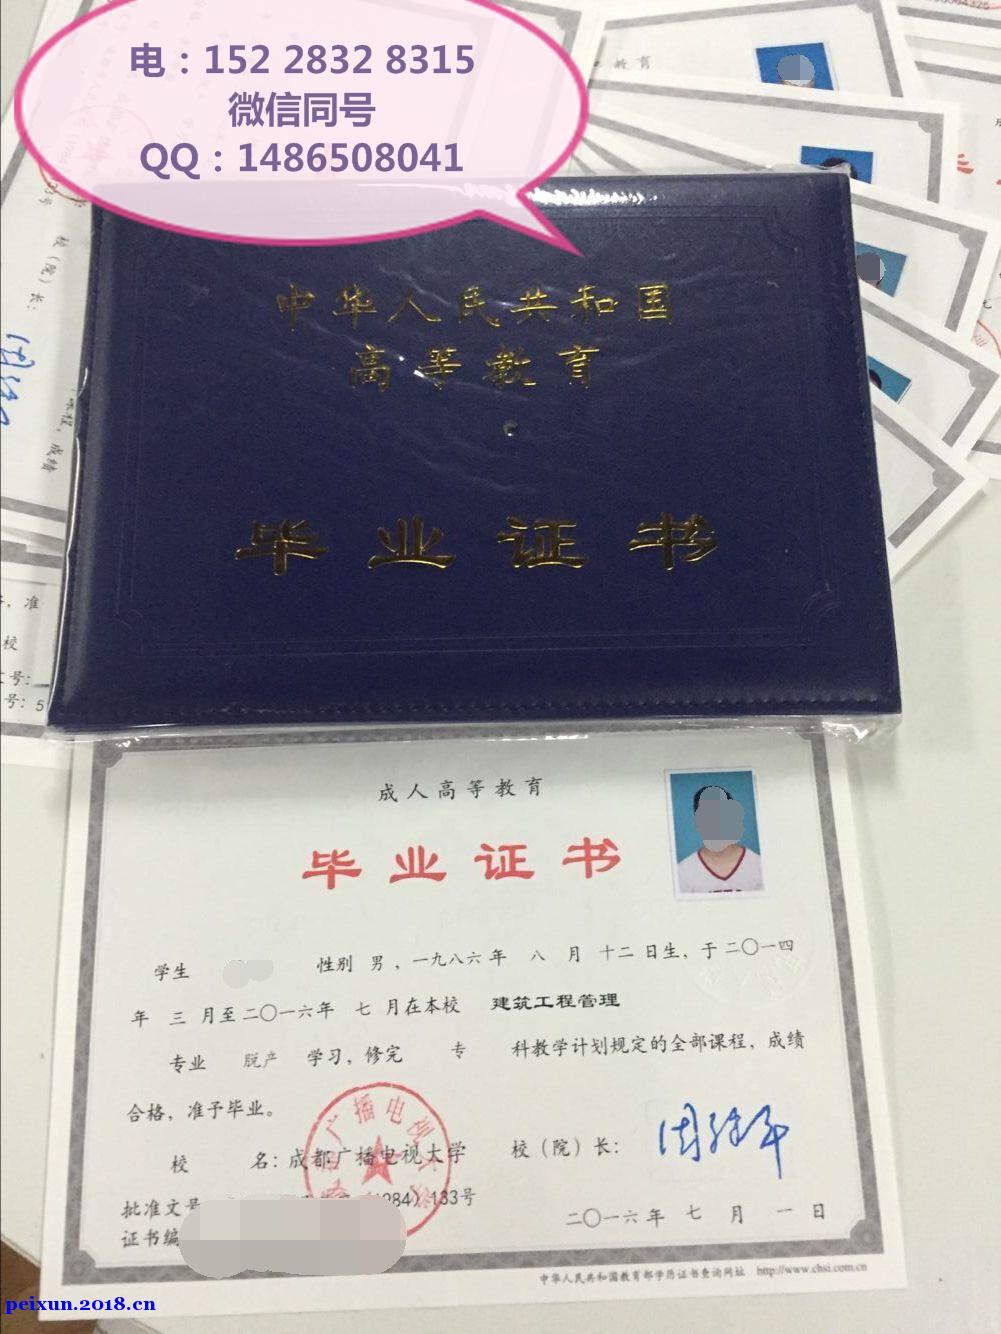 电：152 2832 8315
微信同号
QQ：1486508041
中华人民共和国
高等教育
毕业证书
成人高等教育
毕业证书
学生 性别 男，一九八六年 八 月 十二 日生，于二〇一四
年 三 月至二〇一六年 七 月在本校 建筑工程管理
专业 脱产 学习，修完 专 科教学计划规定的全部课程，成绩
合格，准予毕业。
校 名：成都广播电视大学 校（院）长：
批准文号 133号
证书编
二〇一六年 七 月 一 日
中华人民共和国教育部学历证书查询网址 http://www.chsi.com.cn
peixun.2018.cn